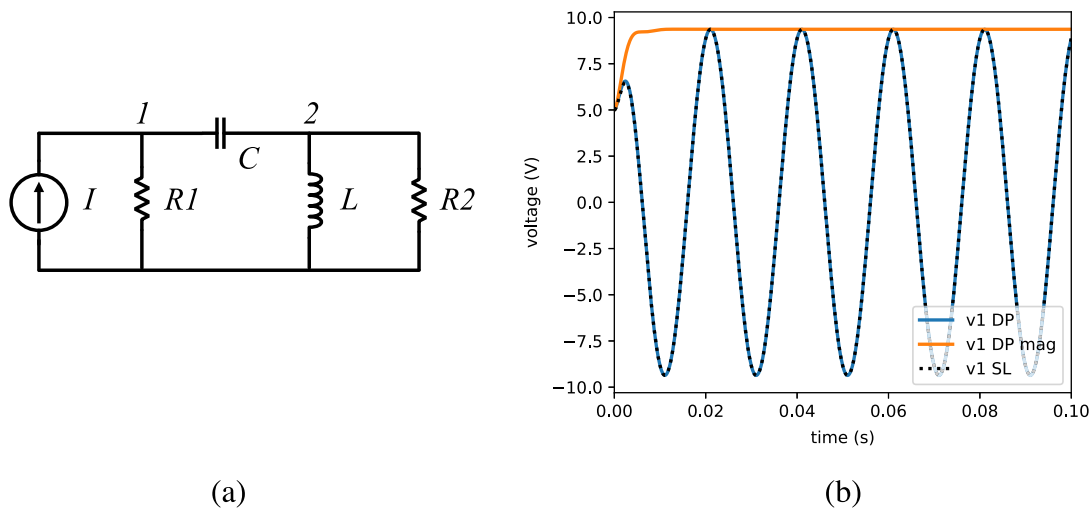 1
2
C
I
R1
L
R2
(a)
10.0
7.5
5.0
2.5
0.0
−2.5
−5.0
−7.5
−10.0
voltage (V)
v1 DP
v1 DP mag
v1 SL
0.00 0.02 0.04 0.06 0.08 0.10
time (s)
(b)